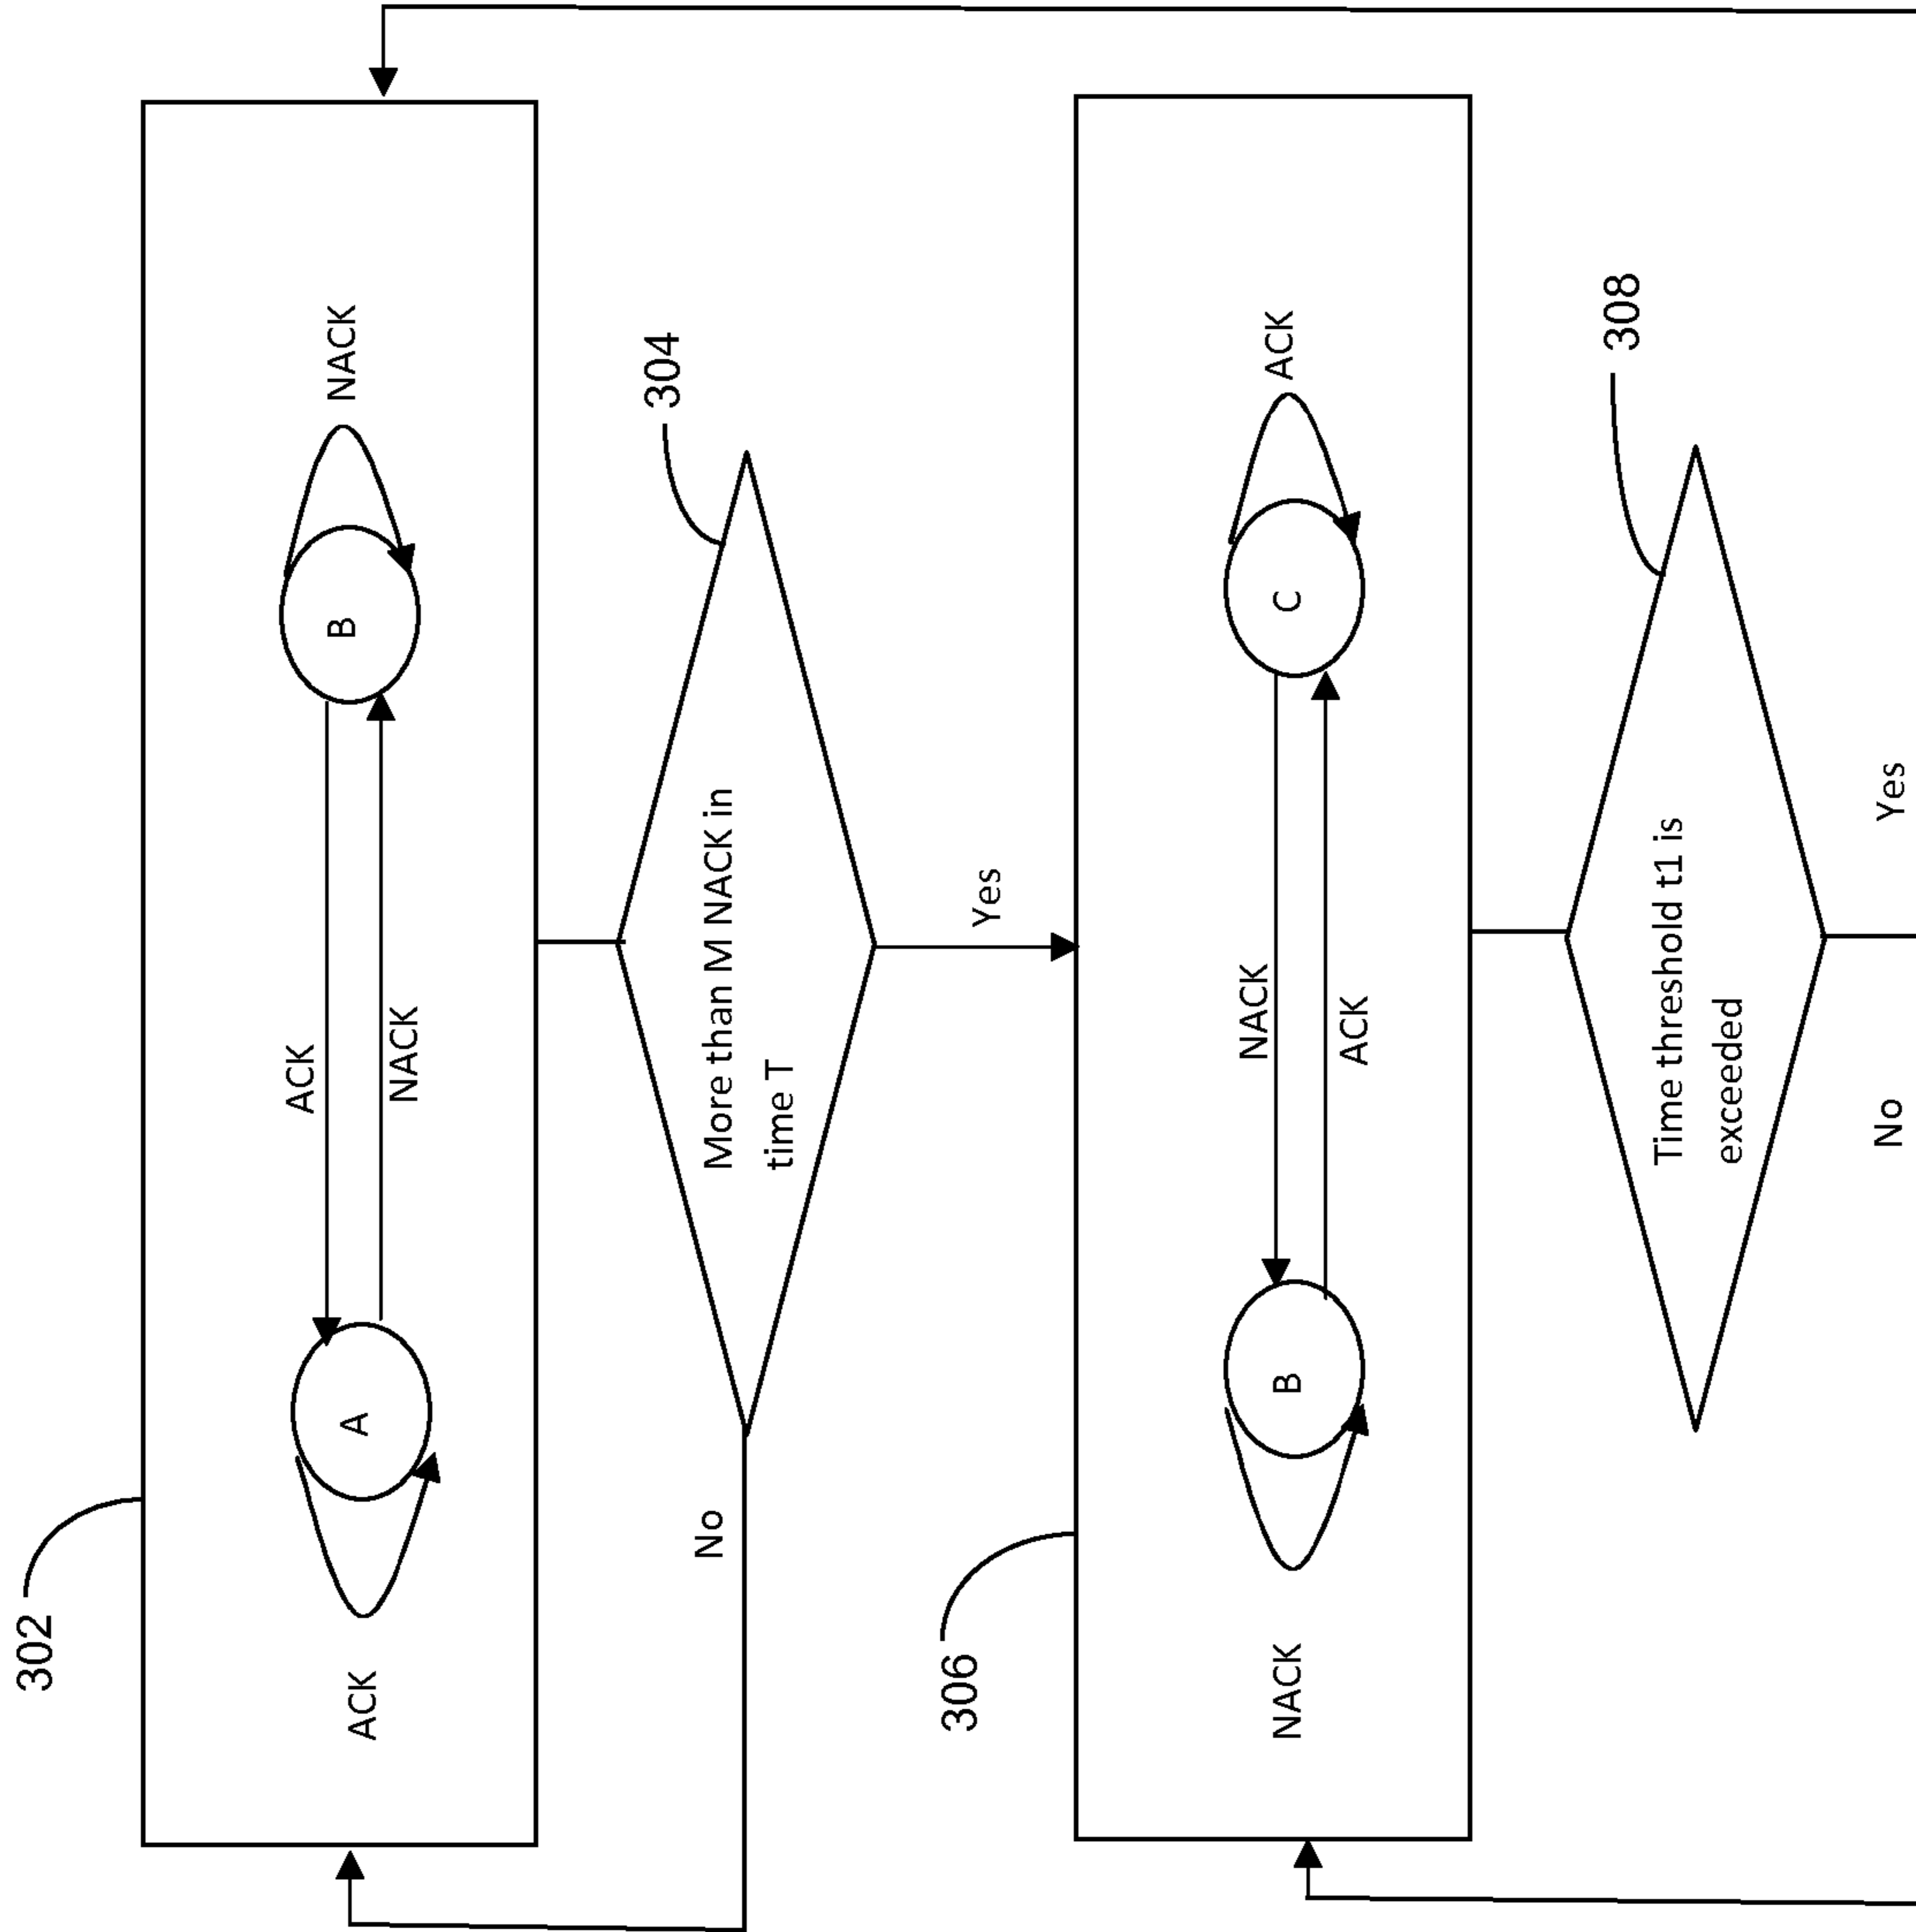 302
ACK
A
ACK
NACK
B
NACK
304
More than M NACK in
time T
No
Yes
306
NACK
B
NACK
ACK
C
ACK
308
Time threshold t1 is
exceeded
No
Yes